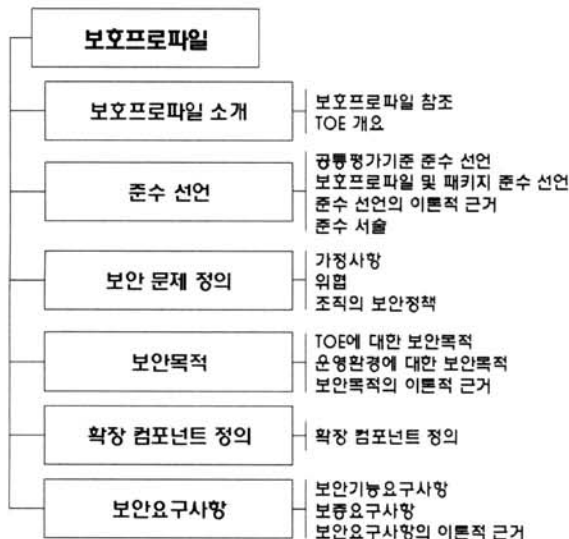 보호프로파일
보호프로파일 소개
보호프로파일 참조
TOE 개요
준수 선언
공통평가기준 준수 선언
보호프로파일 및 패키지 준수 선언
준수 선언의 이론적 근거
준수 서술
보안 문제 정의
가정사항
위협
조직의 보안정책
보안목적
TOE에 대한 보안목적
운영환경에 대한 보안목적
보안목적의 이론적 근거
확장 컴포넌트 정의
확장 컴포넌트 정의
보안요구사항
보안기능요구사항
보증요구사항
보안요구사항의 이론적 근거